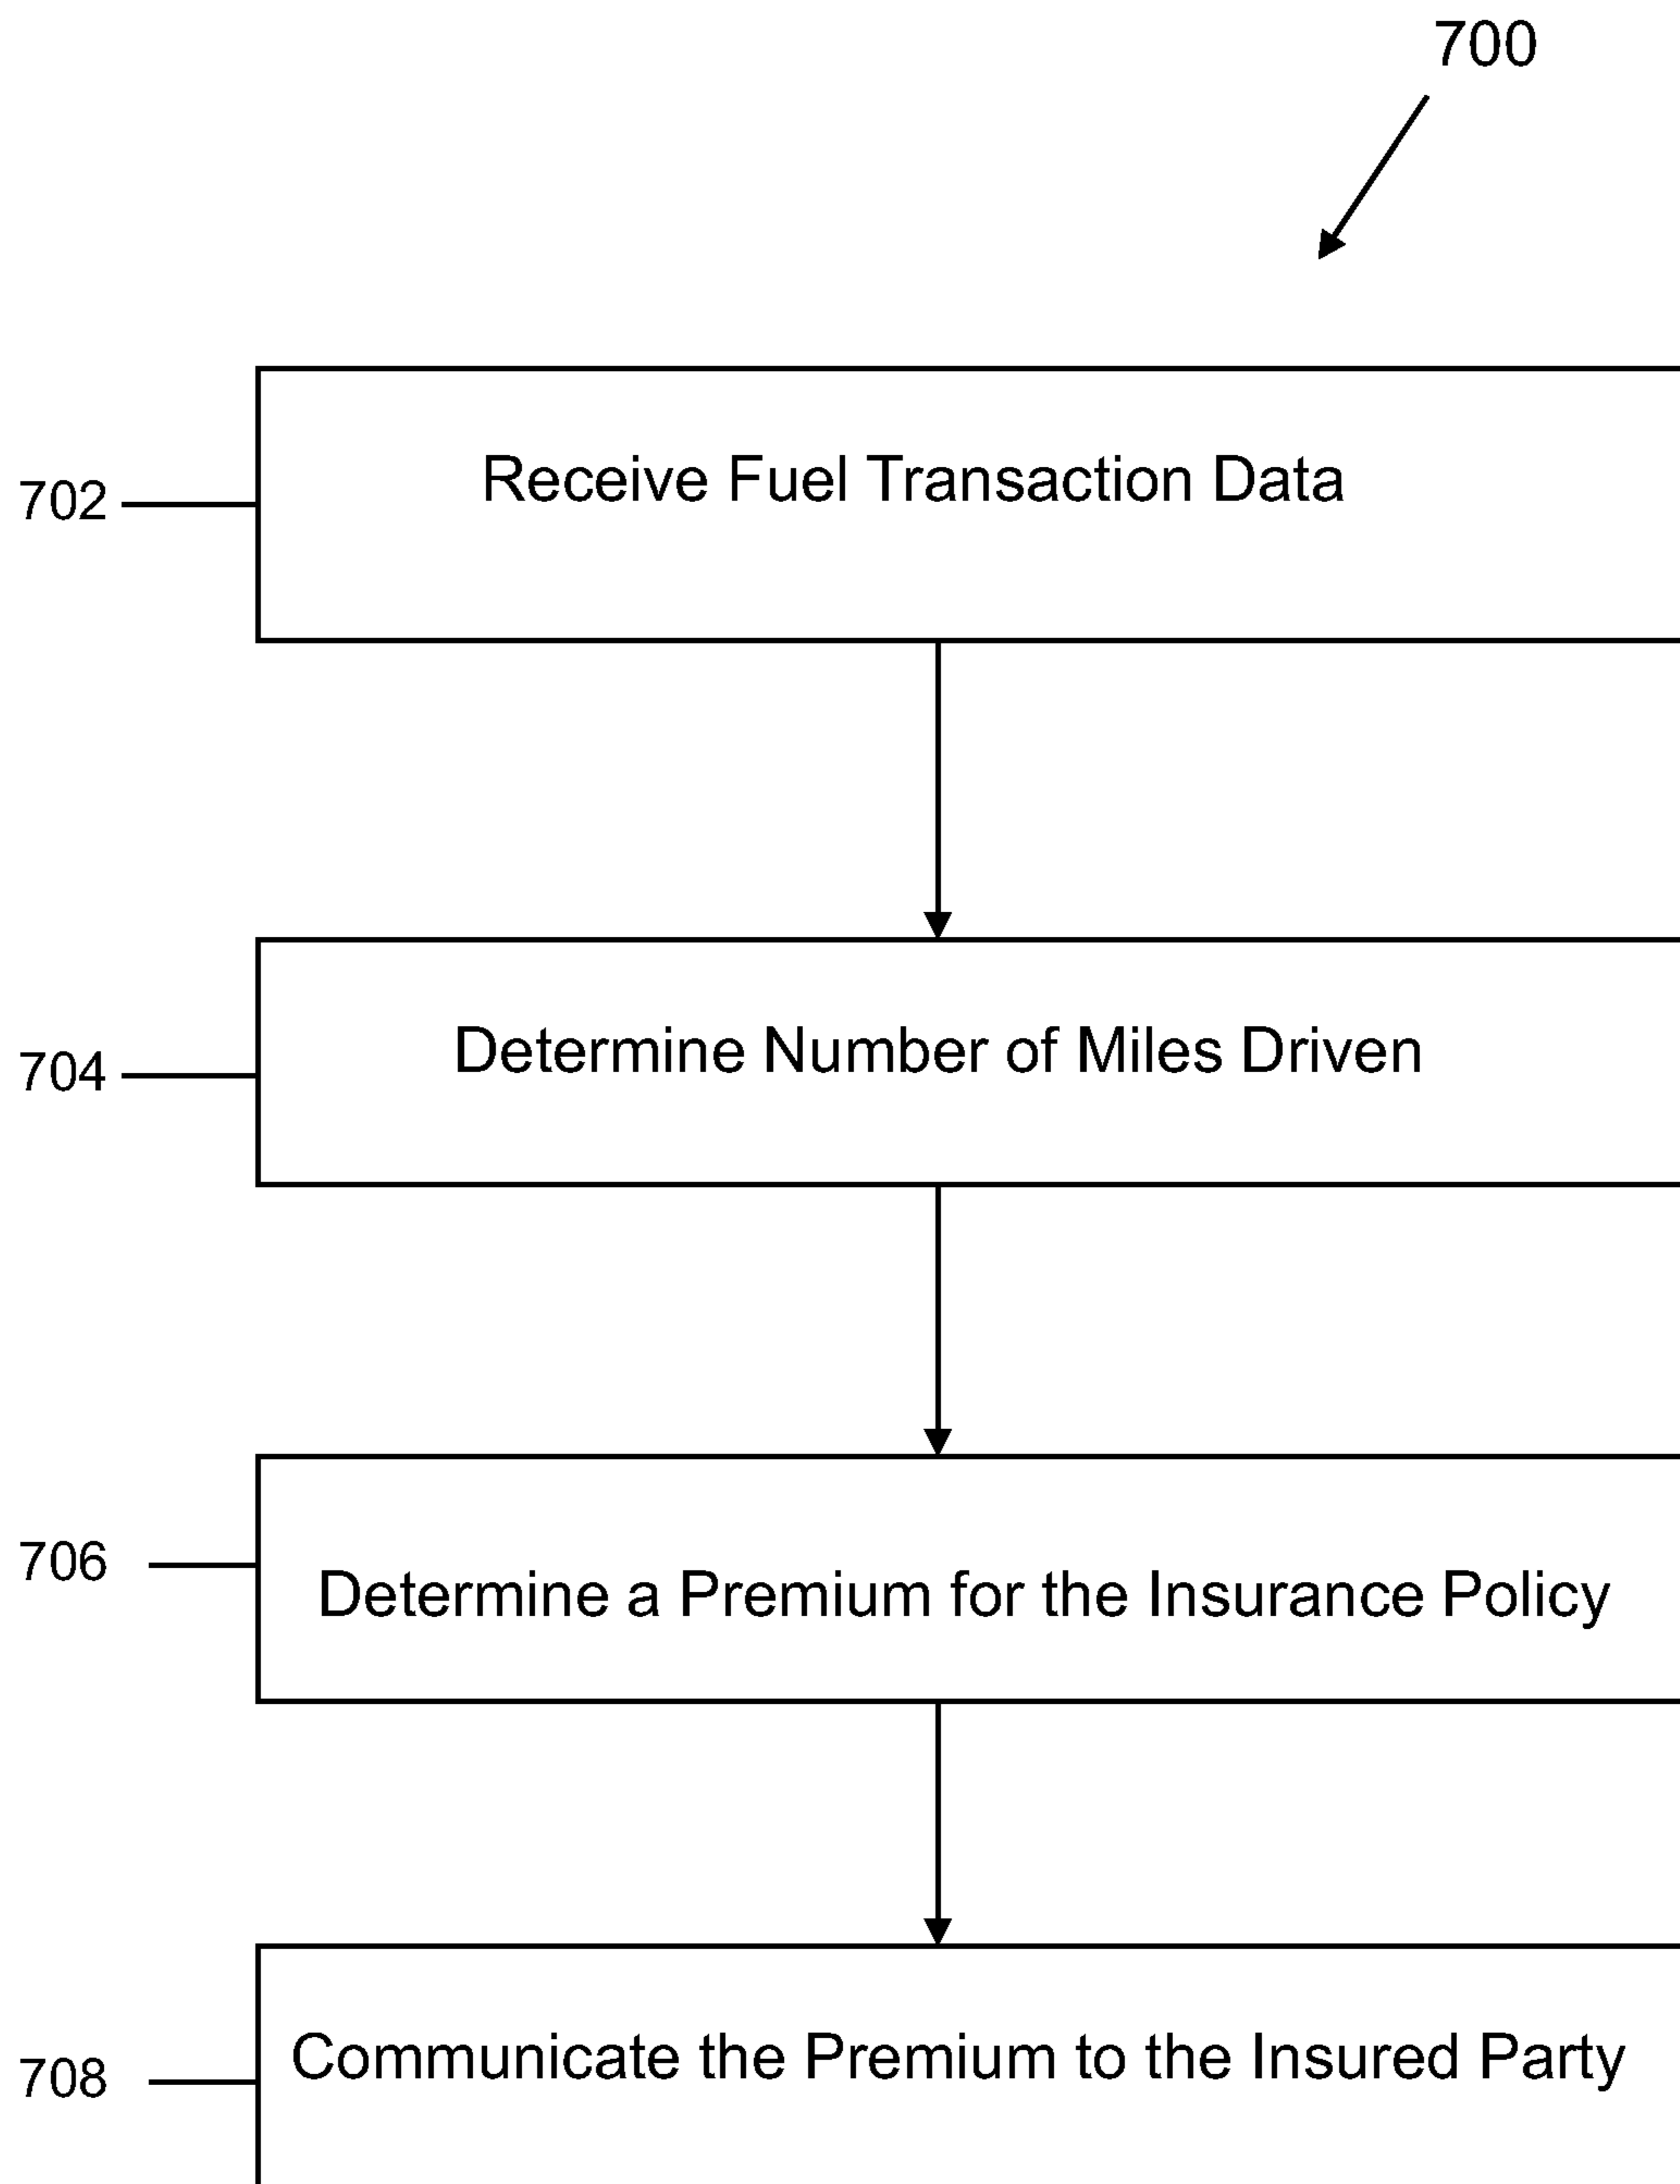 700
702
Receive Fuel Transaction Data
704
Determine Number of Miles Driven
706
Determine a Premium for the Insurance Policy
708
Communicate the Premium to the Insured Party